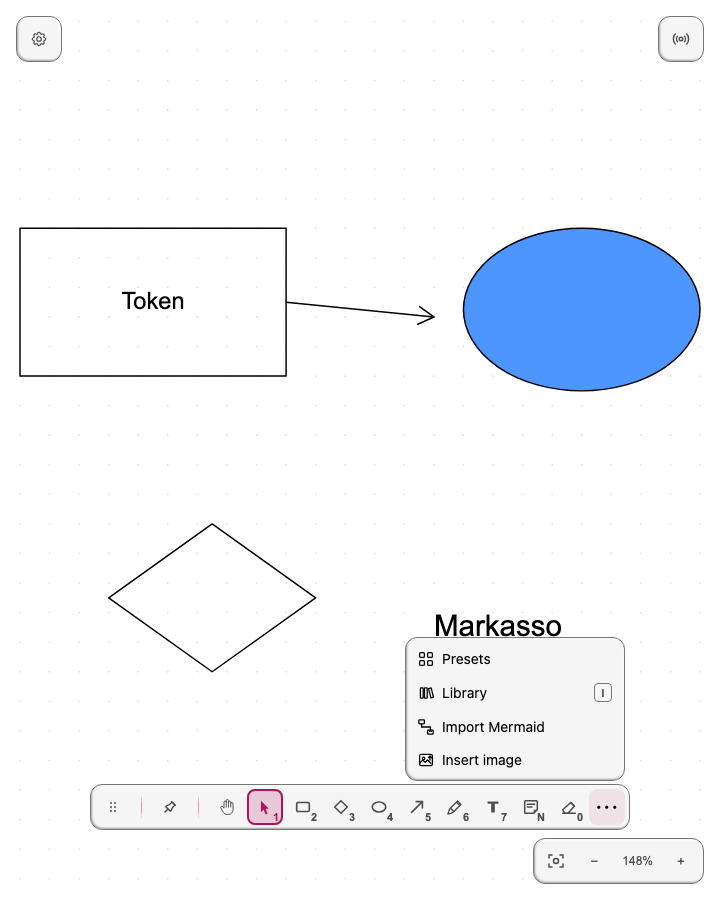 Token
Markasso
Presets
Library I
Import Mermaid
Insert image
1 2 3 4 5 6 T 7 N 0
148%